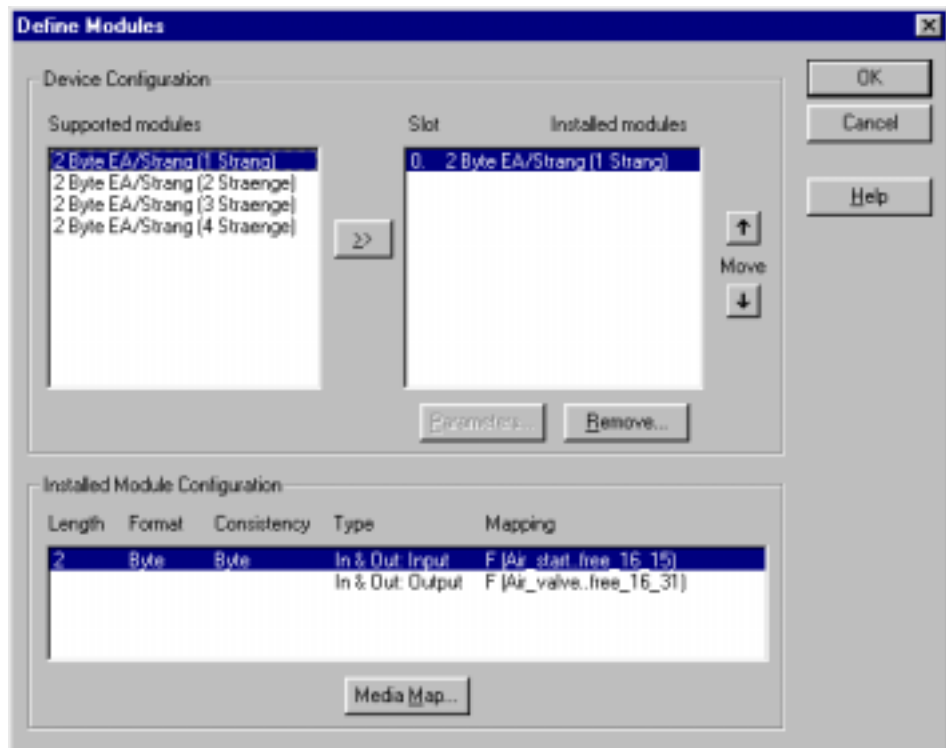 Define Modules
Device Configuration
OK
Cancel
Help
Supported modules
Slot Installed modules
2 Byte EA/Strang (1 Strang)
2 Byte EA/Strang (2 Straenge)
2 Byte EA/Strang (3 Straenge)
2 Byte EA/Strang (4 Straenge)
>>
0. 2 Byte EA/Strang (1 Strang)
Move
Parameters...
Remove...
Installed Module Configuration
Length Format Consistency Type Mapping
2 Byte Byte In & Out: Input F (Air_start..free_16_15)
In & Out: Output F (Air_valve..free_16_31)
Media Map...